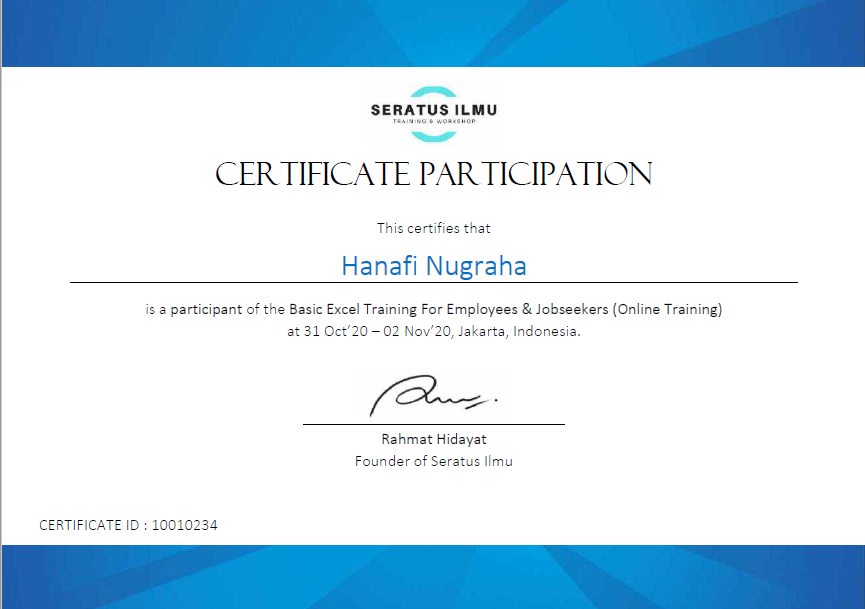 SERATUS ILMU
TRAINING & WORKSHOP
CERTIFICATE PARTICIPATION
This certifies that
Hanafi Nugraha
is a participant of the Basic Excel Training For Employees & Jobseekers (Online Training)
at 31 Oct'20 – 02 Nov'20, Jakarta, Indonesia.
Rahmat Hidayat
Founder of Seratus Ilmu
CERTIFICATE ID : 10010234